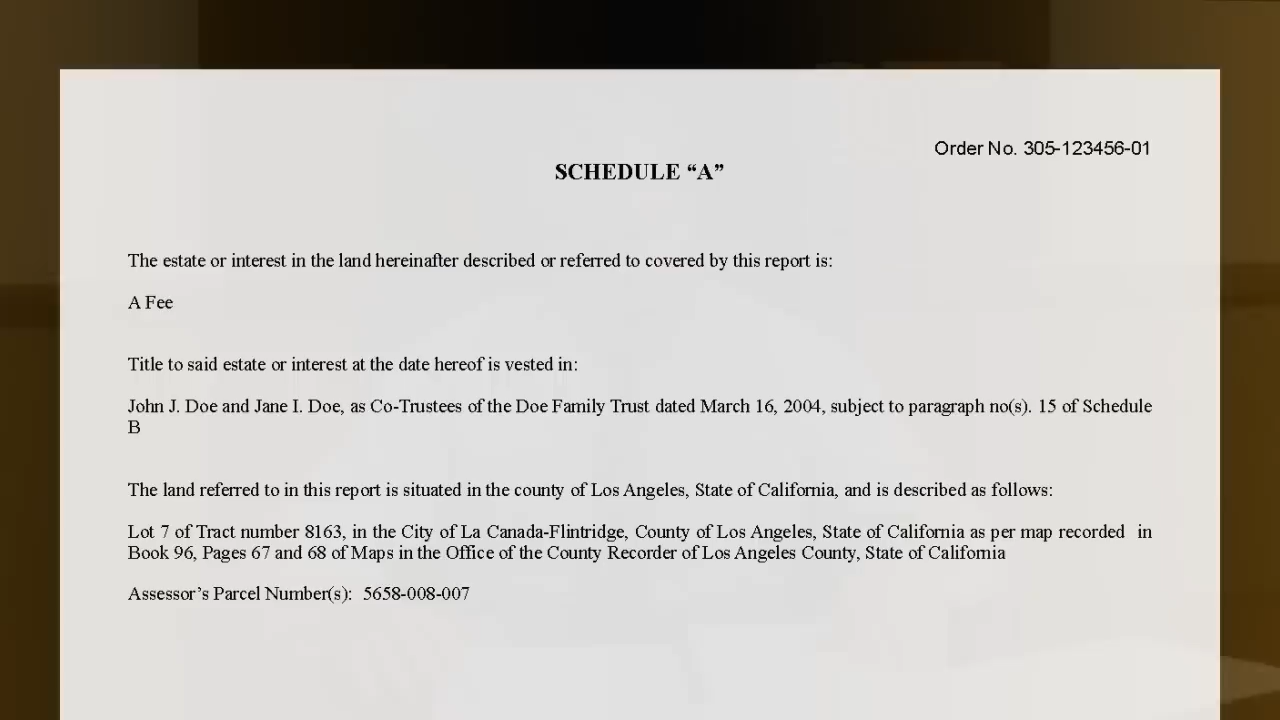 Order No. 305-123456-01
SCHEDULE “A”
The estate or interest in the land hereinafter described or referred to covered by this report is:
A Fee
Title to said estate or interest at the date hereof is vested in:
John J. Doe and Jane I. Doe, as Co-Trustees of the Doe Family Trust dated March 16, 2004, subject to paragraph no(s). 15 of Schedule
B
The land referred to in this report is situated in the county of Los Angeles, State of California, and is described as follows:
Lot 7 of Tract number 8163, in the City of La Canada-Flintridge, County of Los Angeles, State of California as per map recorded in
Book 96, Pages 67 and 68 of Maps in the Office of the County Recorder of Los Angeles County, State of California
Assessor’s Parcel Number(s): 5658-008-007